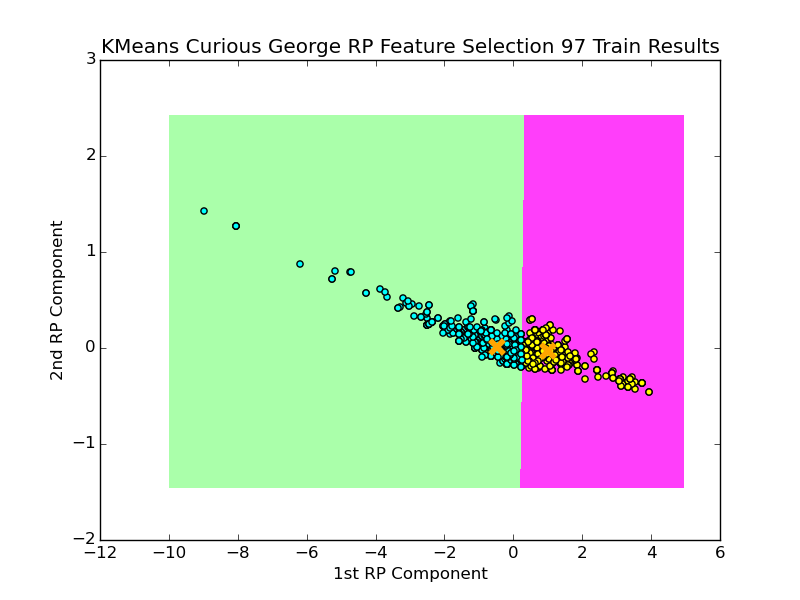 KMeans Curious George RP Feature Selection 97 Train Results
3
2
1
0
−1
−2
2nd RP Component
−12 −10 −8 −6 −4 −2 0 2 4 6
1st RP Component